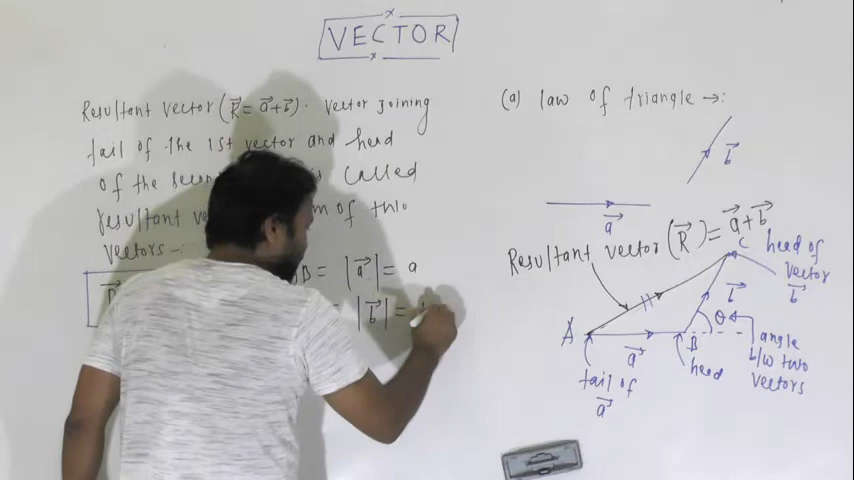 VECTOR
Resultant vector (R⃗ = a⃗+b⃗). Vector joining
tail of the 1st vector and head
of the is called
resultant of two
vectors -:
B = |a⃗| = a
|b⃗| =
(a) law of triangle →:
b⃗
a⃗
Resultant vector (R⃗) = a⃗+b⃗
C head of
vector
b⃗
b⃗
A B θ
a⃗
angle
b/w two
vectors
head
tail of
a⃗